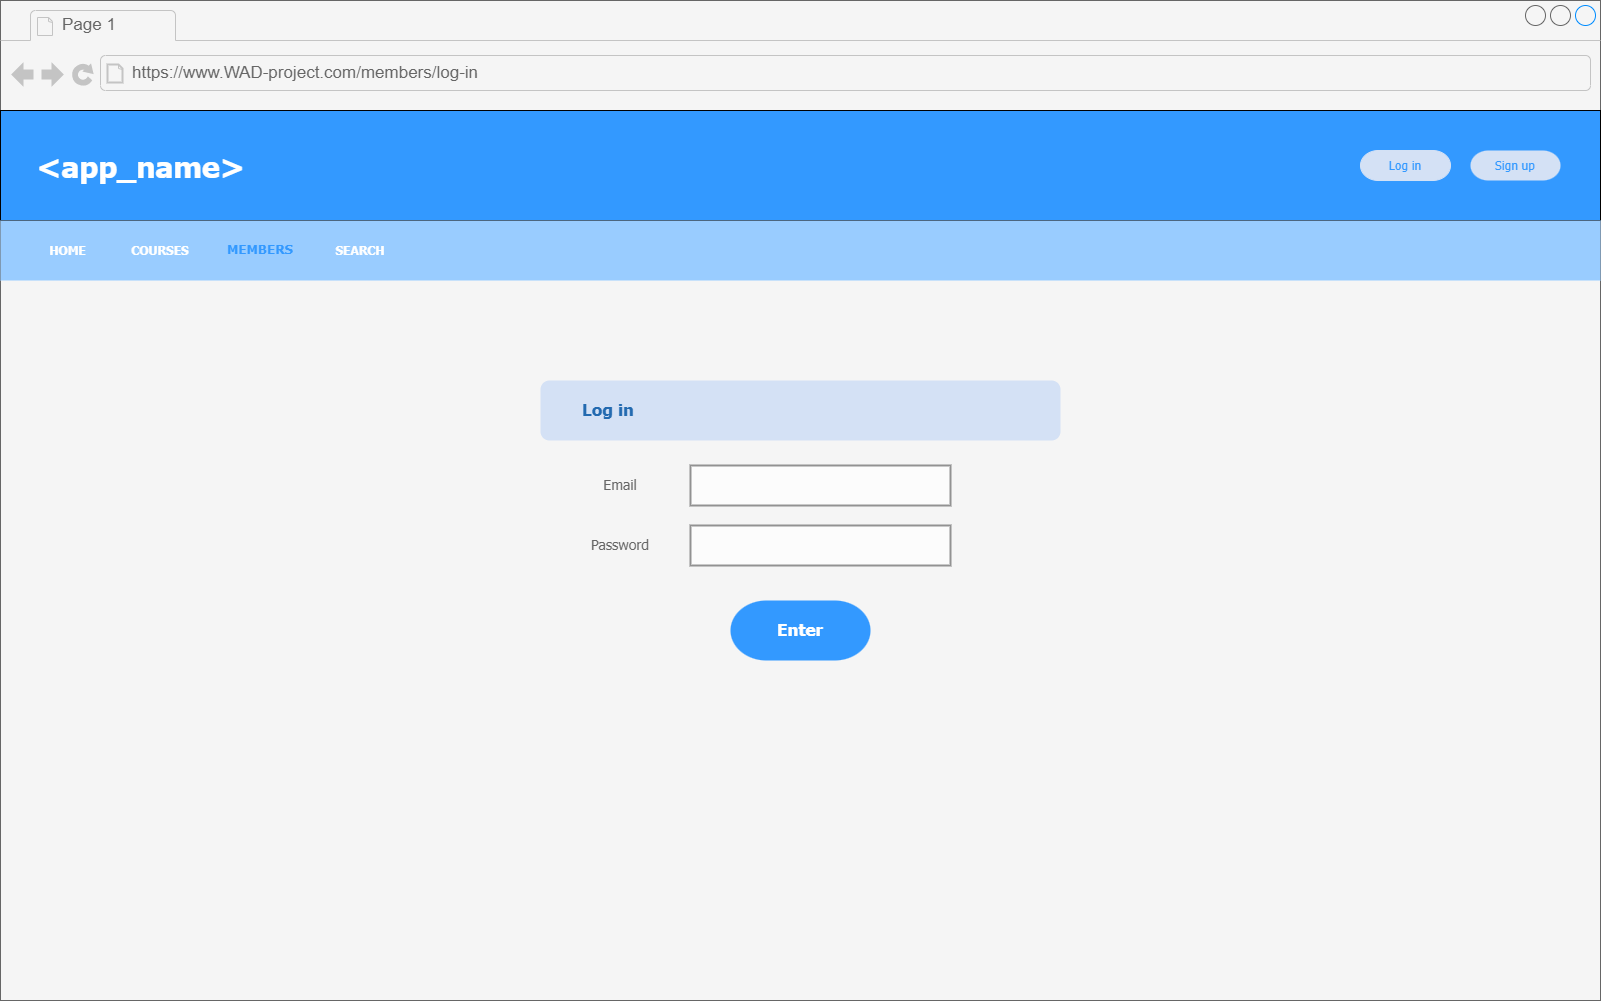 Page 1
https://www.WAD-project.com/members/log-in
<app_name>
Log in
Sign up
HOME
COURSES
MEMBERS
SEARCH
Log in
Email
Password
Enter